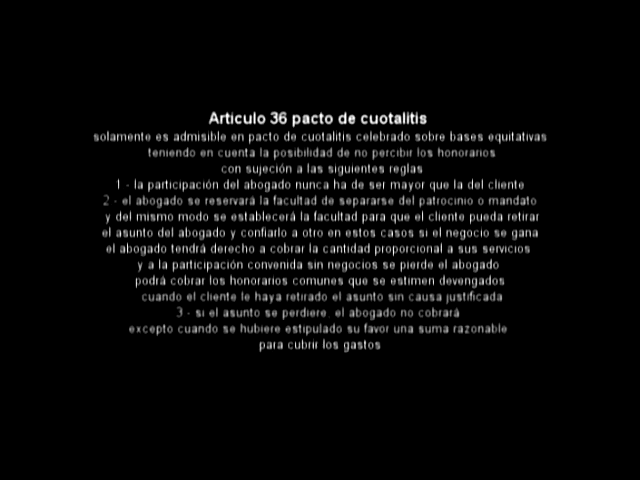 Articulo 36 pacto de cuotalitis
solamente es admisible en pacto de cuotalitis celebrado sobre bases equitativas
teniendo en cuenta la posibilidad de no percibir los honorarios
con sujeción a las siguientes reglas
1 - la participación del abogado nunca ha de ser mayor que la del cliente
2 - el abogado se reservará la facultad de separarse del patrocinio o mandato
y del mismo modo se establecerá la facultad para que el cliente pueda retirar
el asunto del abogado y confiarlo a otro en estos casos si el negocio se gana
el abogado tendrá derecho a cobrar la cantidad proporcional a sus servicios
y a la participación convenida sin negocios se pierde el abogado
podrá cobrar los honorarios comunes que se estimen devengados
cuando el cliente le haya retirado el asunto sin causa justificada
3 - si el asunto se perdiere, el abogado no cobrará
excepto cuando se hubiere estipulado su favor una suma razonable
para cubrir los gastos